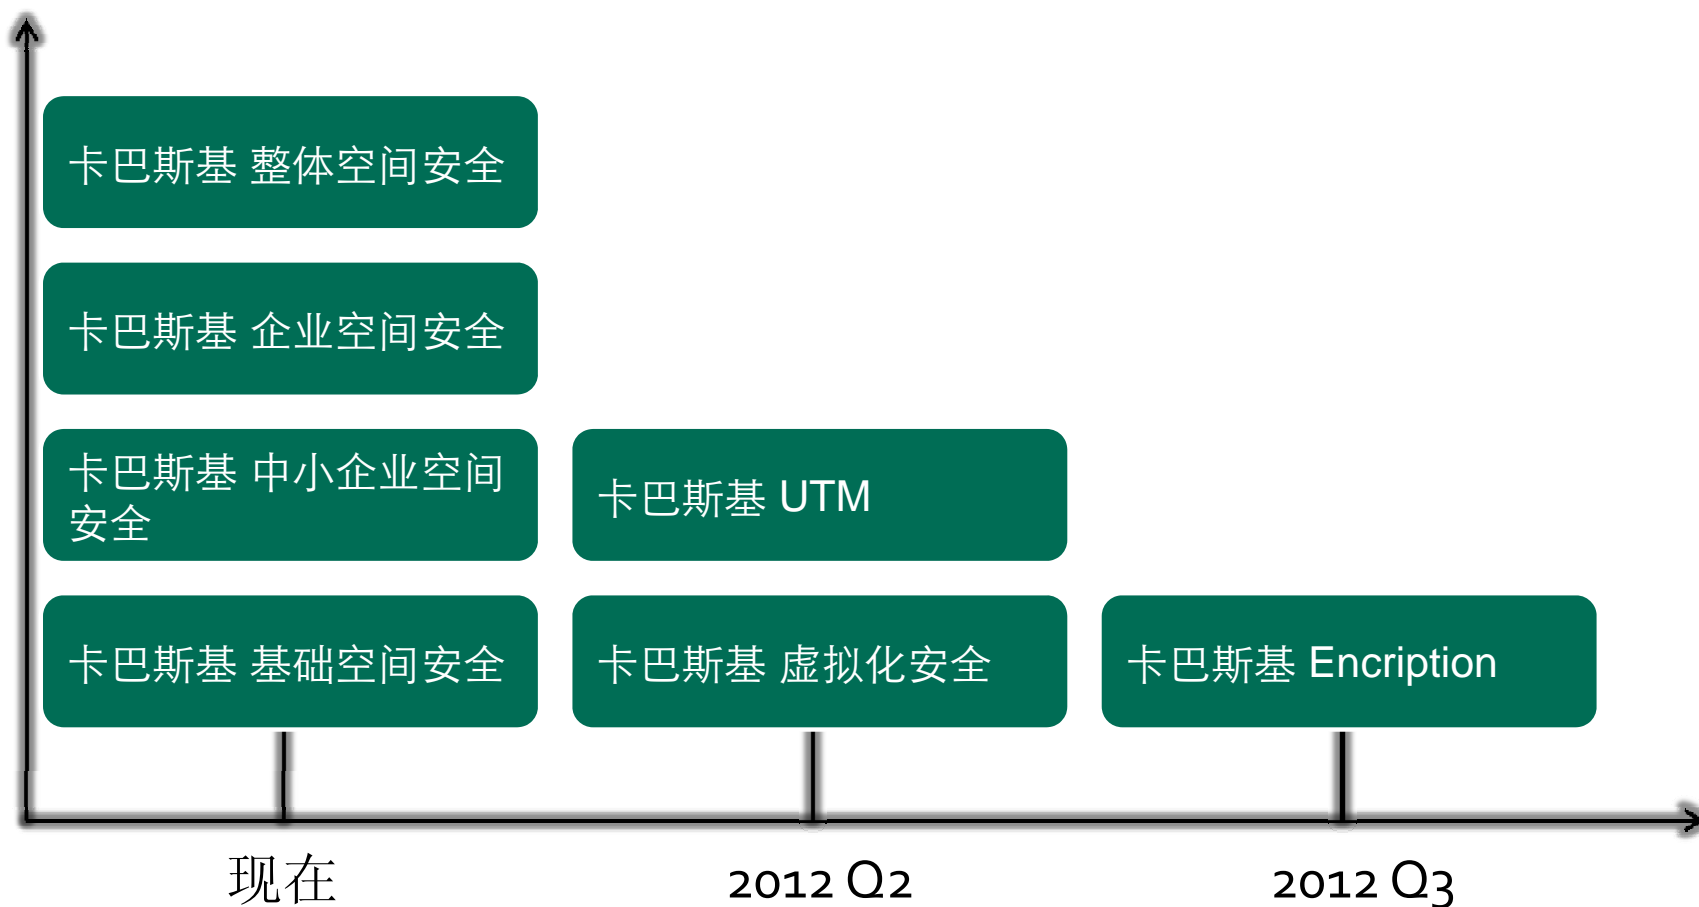 卡巴斯基 整体空间安全
卡巴斯基 企业空间安全
卡巴斯基 中小企业空间
安全
卡巴斯基 UTM
卡巴斯基 基础空间安全
卡巴斯基 虚拟化安全
卡巴斯基 Encription
现在
2012 Q2
2012 Q3